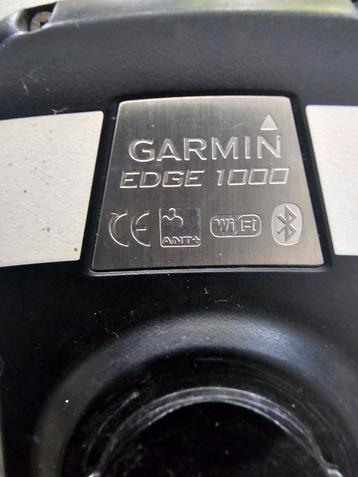 GARMIN
EDGE 1000
CE ANT+ WiFi